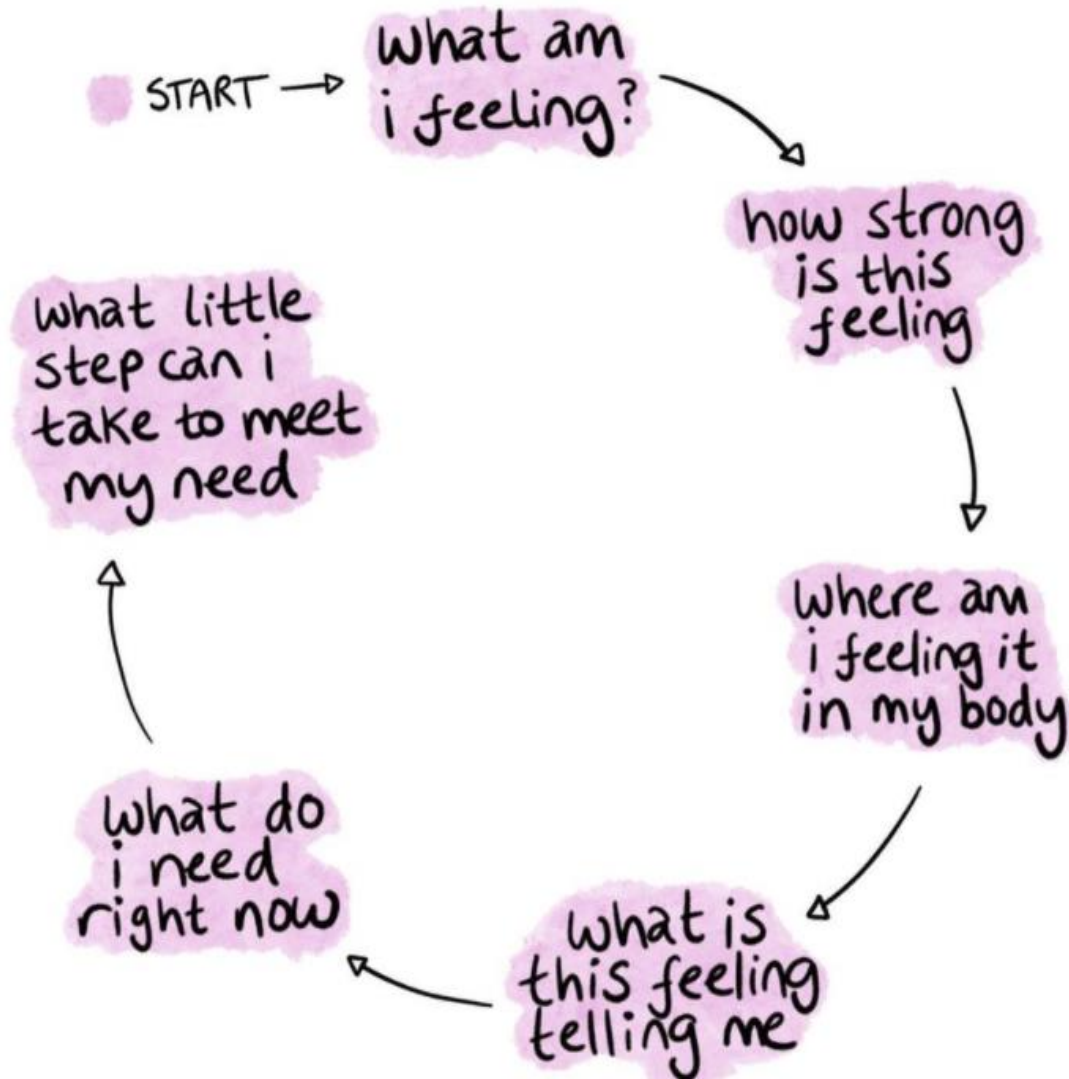 START
what am
i feeling?
how strong
is this
feeling
where am
i feeling it
in my body
what is
this feeling
telling me
what do
i need
right now
what little
step can i
take to meet
my need